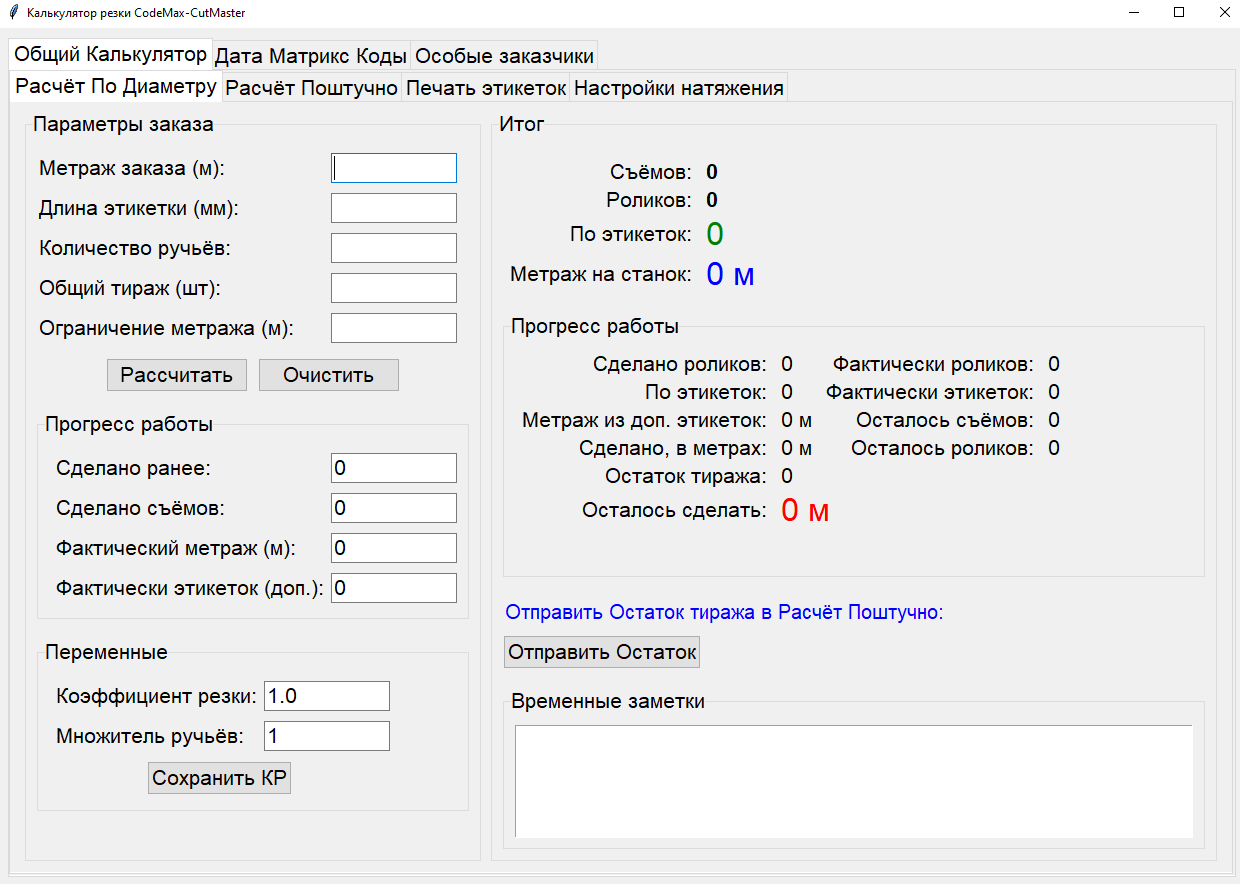 Калькулятор резки CodeMax-CutMaster
Общий Калькулятор Дата Матрикс Коды Особые заказчики
Расчёт По Диаметру Расчёт Поштучно Печать этикеток Настройки натяжения
Параметры заказа
Метраж заказа (м):
Длина этикетки (мм):
Количество ручьёв:
Общий тираж (шт):
Ограничение метража (м):
Рассчитать Очистить
Прогресс работы
Сделано ранее: 0
Сделано съёмов: 0
Фактический метраж (м): 0
Фактически этикеток (доп.): 0
Переменные
Коэффициент резки: 1.0
Множитель ручьёв: 1
Сохранить КР
Итог
Съёмов: 0
Роликов: 0
По этикеток: 0
Метраж на станок: 0 м
Прогресс работы
Сделано роликов: 0 Фактически роликов: 0
По этикеток: 0 Фактически этикеток: 0
Метраж из доп. этикеток: 0 м Осталось съёмов: 0
Сделано, в метрах: 0 м Осталось роликов: 0
Остаток тиража: 0
Осталось сделать: 0 м
Отправить Остаток тиража в Расчёт Поштучно:
Отправить Остаток
Временные заметки